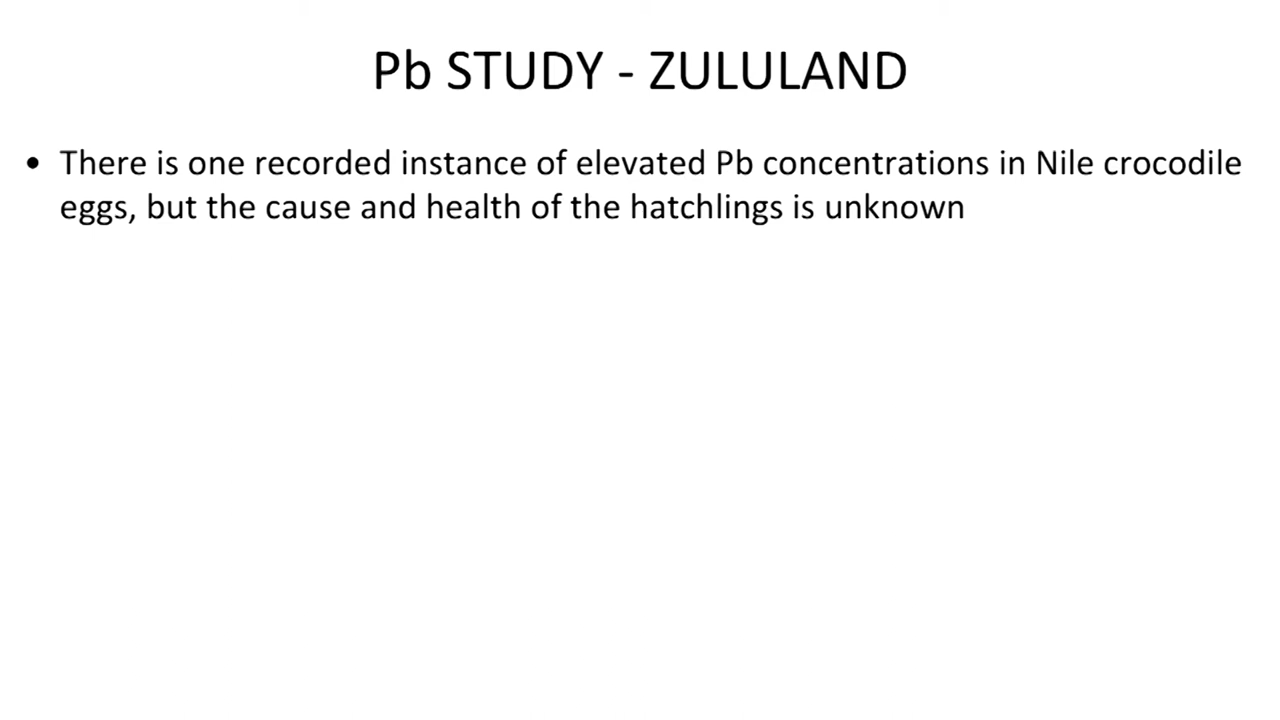 Pb STUDY - ZULULAND
• There is one recorded instance of elevated Pb concentrations in Nile crocodile
eggs, but the cause and health of the hatchlings is unknown